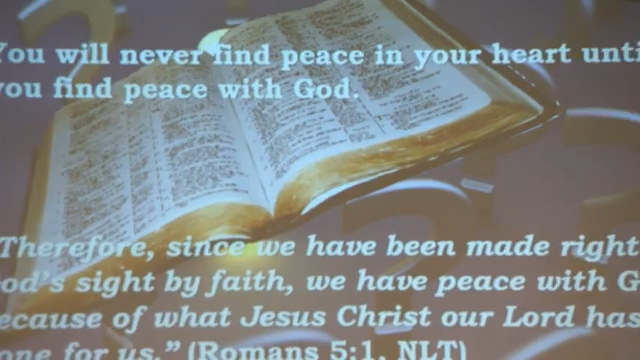 You will never find peace in your heart unti
you find peace with God.
Therefore, since we have been made right
od's sight by faith, we have peace with G
ecause of what Jesus Christ our Lord has
one for us." (Romans 5:1, NLT)